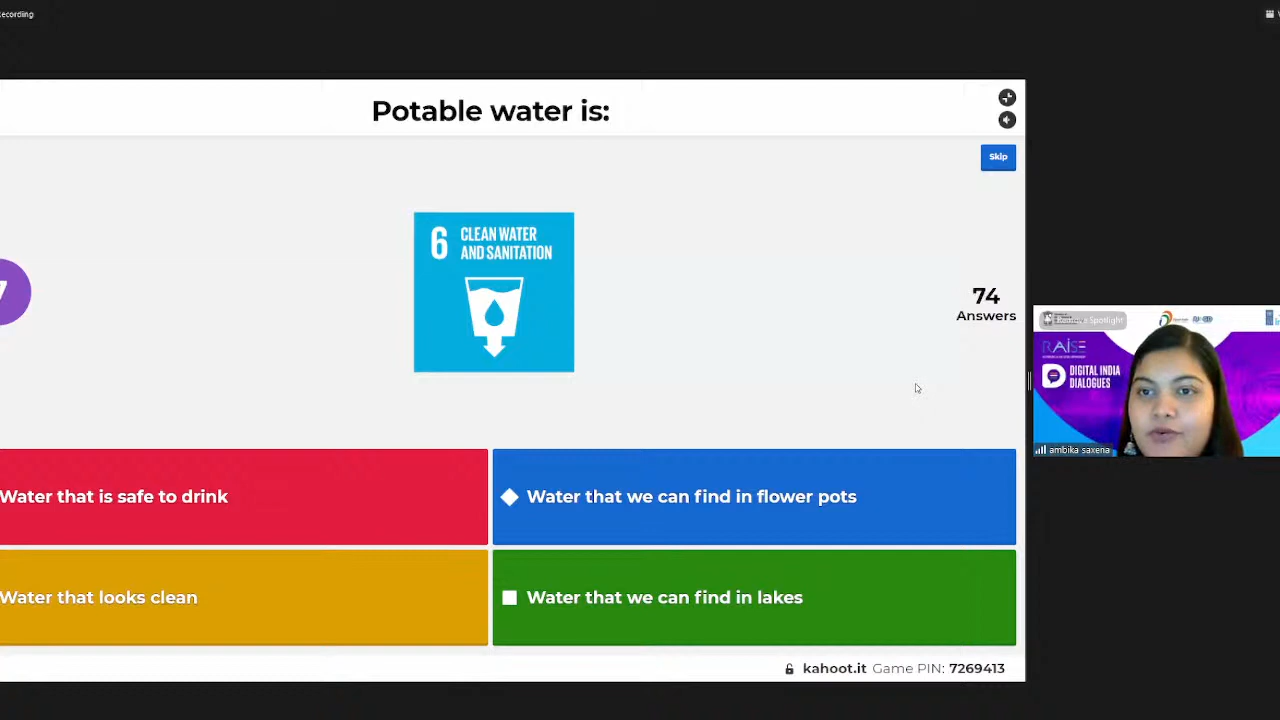 Recording
Potable water is:
Skip
6 CLEAN WATER
AND SANITATION
7
74
Answers
RAISE
DIGITAL INDIA
DIALOGUES
ambika saxena
Water that is safe to drink
Water that we can find in flower pots
Water that looks clean
Water that we can find in lakes
kahoot.it Game PIN: 7269413